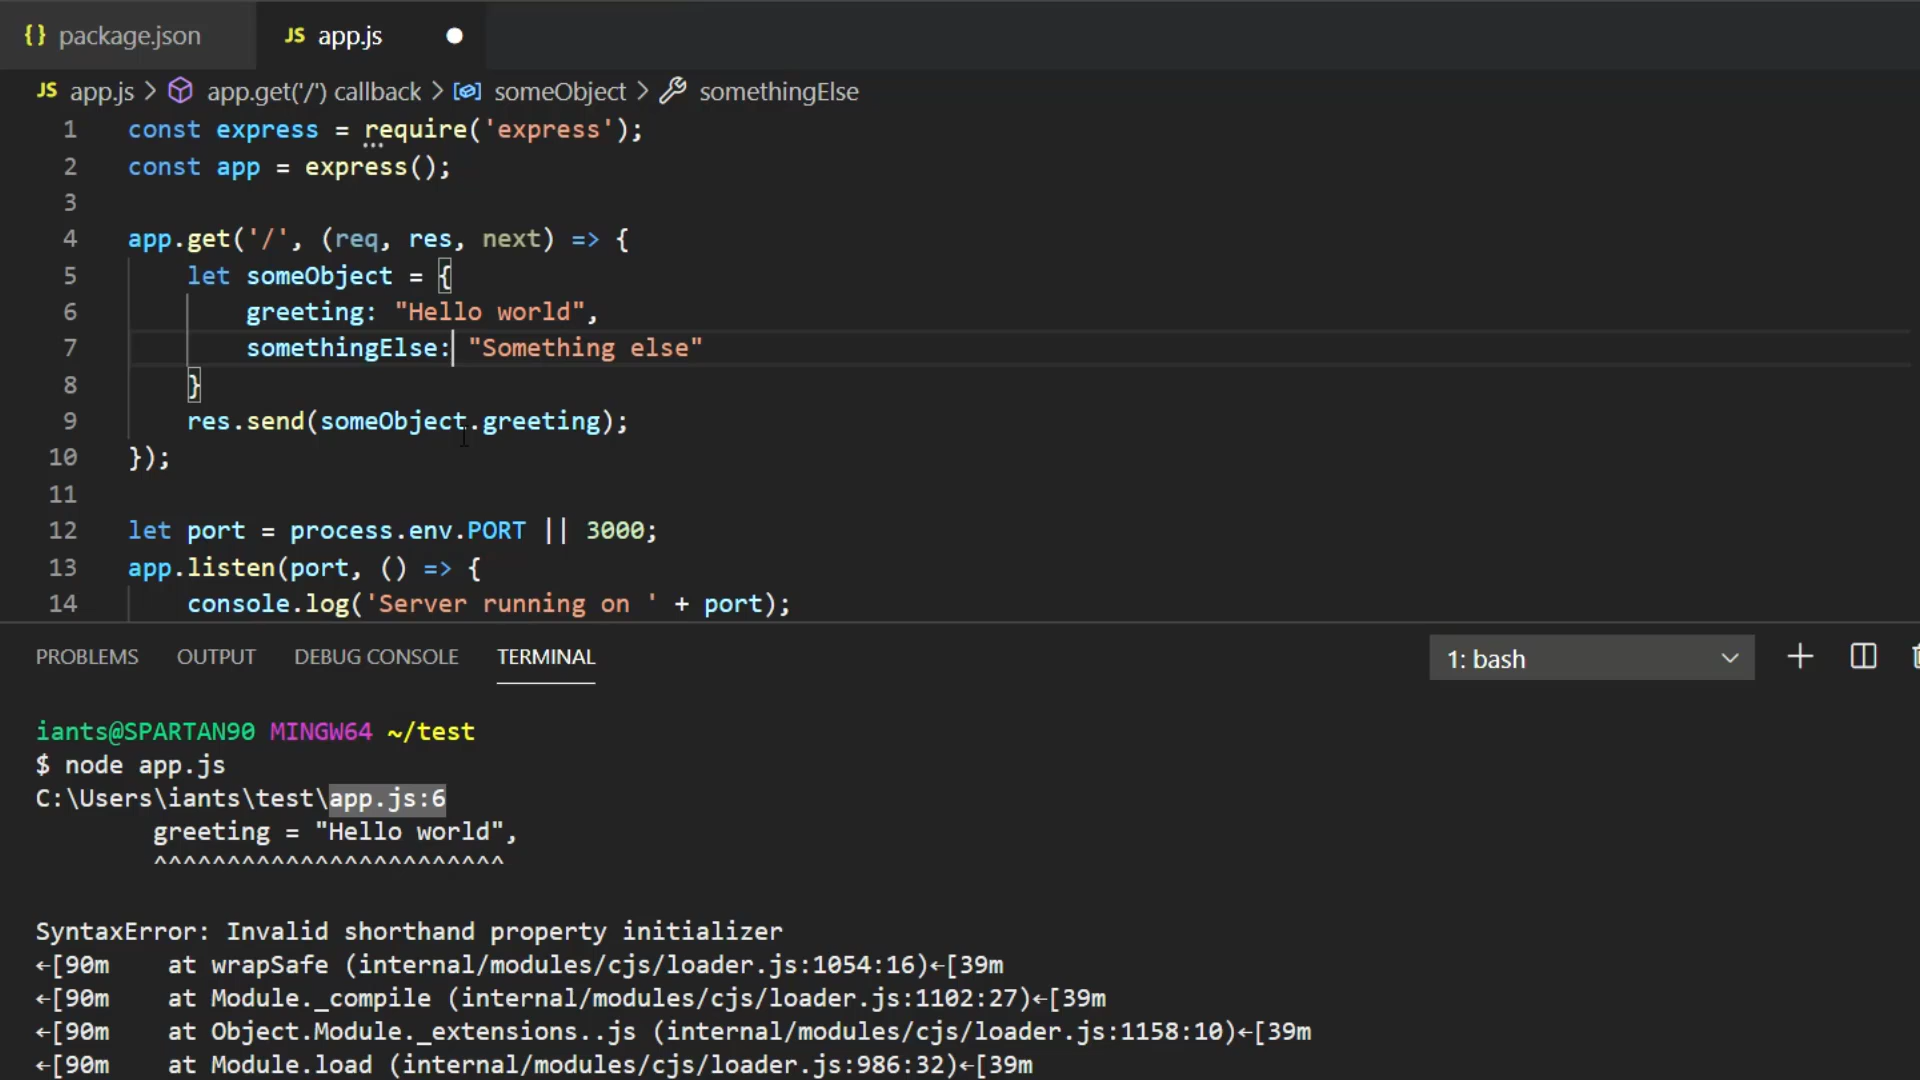 {} package.json
JS app.js
JS app.js > app.get('/') callback > someObject > somethingElse
1 const express = require('express');
2 const app = express();
3
4 app.get('/', (req, res, next) => {
5 let someObject = {
6 greeting: "Hello world",
7 somethingElse: "Something else"
8 }
9 res.send(someObject.greeting);
10 });
11
12 let port = process.env.PORT || 3000;
13 app.listen(port, () => {
14 console.log('Server running on ' + port);
PROBLEMS OUTPUT DEBUG CONSOLE TERMINAL 1: bash
iants@SPARTAN90 MINGW64 ~/test
$ node app.js
C:\Users\iants\test\app.js:6
greeting = "Hello world",
^^^^^^^^^^^^^^^^^^^^^^^^
SyntaxError: Invalid shorthand property initializer
←[90m    at wrapSafe (internal/modules/cjs/loader.js:1054:16)←[39m
←[90m    at Module._compile (internal/modules/cjs/loader.js:1102:27)←[39m
←[90m    at Object.Module._extensions..js (internal/modules/cjs/loader.js:1158:10)←[39m
←[90m    at Module.load (internal/modules/cjs/loader.js:986:32)←[39m